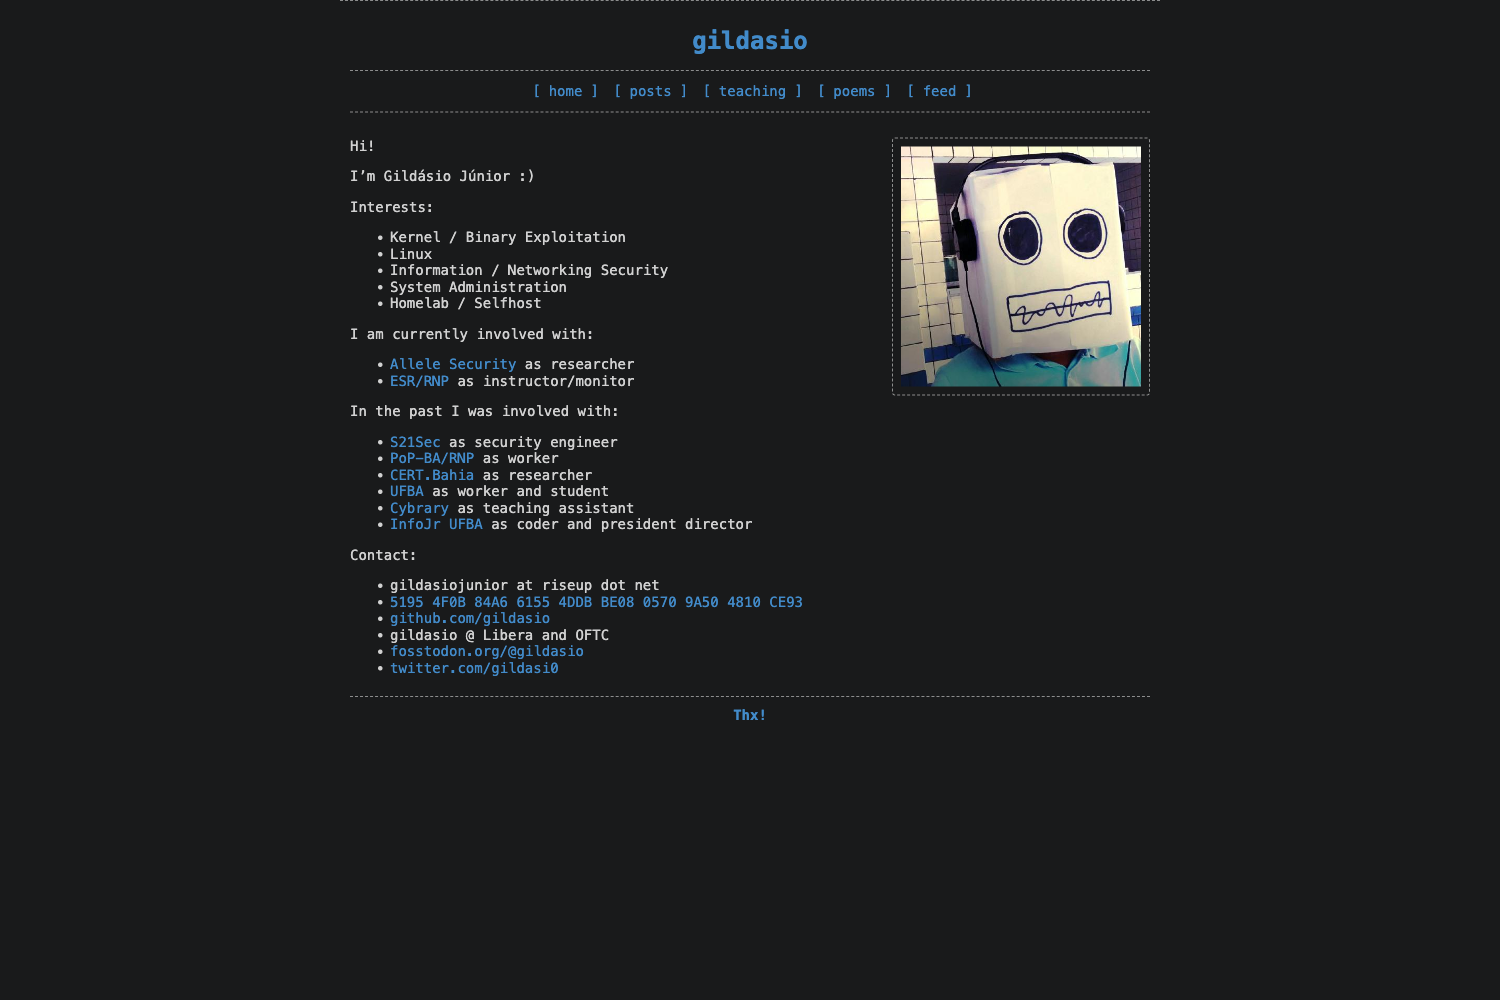 gildasio
[ home ] [ posts ] [ teaching ] [ poems ] [ feed ]
Hi!
I’m Gildásio Júnior :)
Interests:
• Kernel / Binary Exploitation
• Linux
• Information / Networking Security
• System Administration
• Homelab / Selfhost
I am currently involved with:
• Allele Security as researcher
• ESR/RNP as instructor/monitor
In the past I was involved with:
• S21Sec as security engineer
• PoP-BA/RNP as worker
• CERT.Bahia as researcher
• UFBA as worker and student
• Cybrary as teaching assistant
• InfoJr UFBA as coder and president director
Contact:
• gildasiojunior at riseup dot net
• 5195 4F0B 84A6 6155 4DDB BE08 0570 9A50 4810 CE93
• github.com/gildasio
• gildasio @ Libera and OFTC
• fosstodon.org/@gildasio
• twitter.com/gildasi0
Thx!